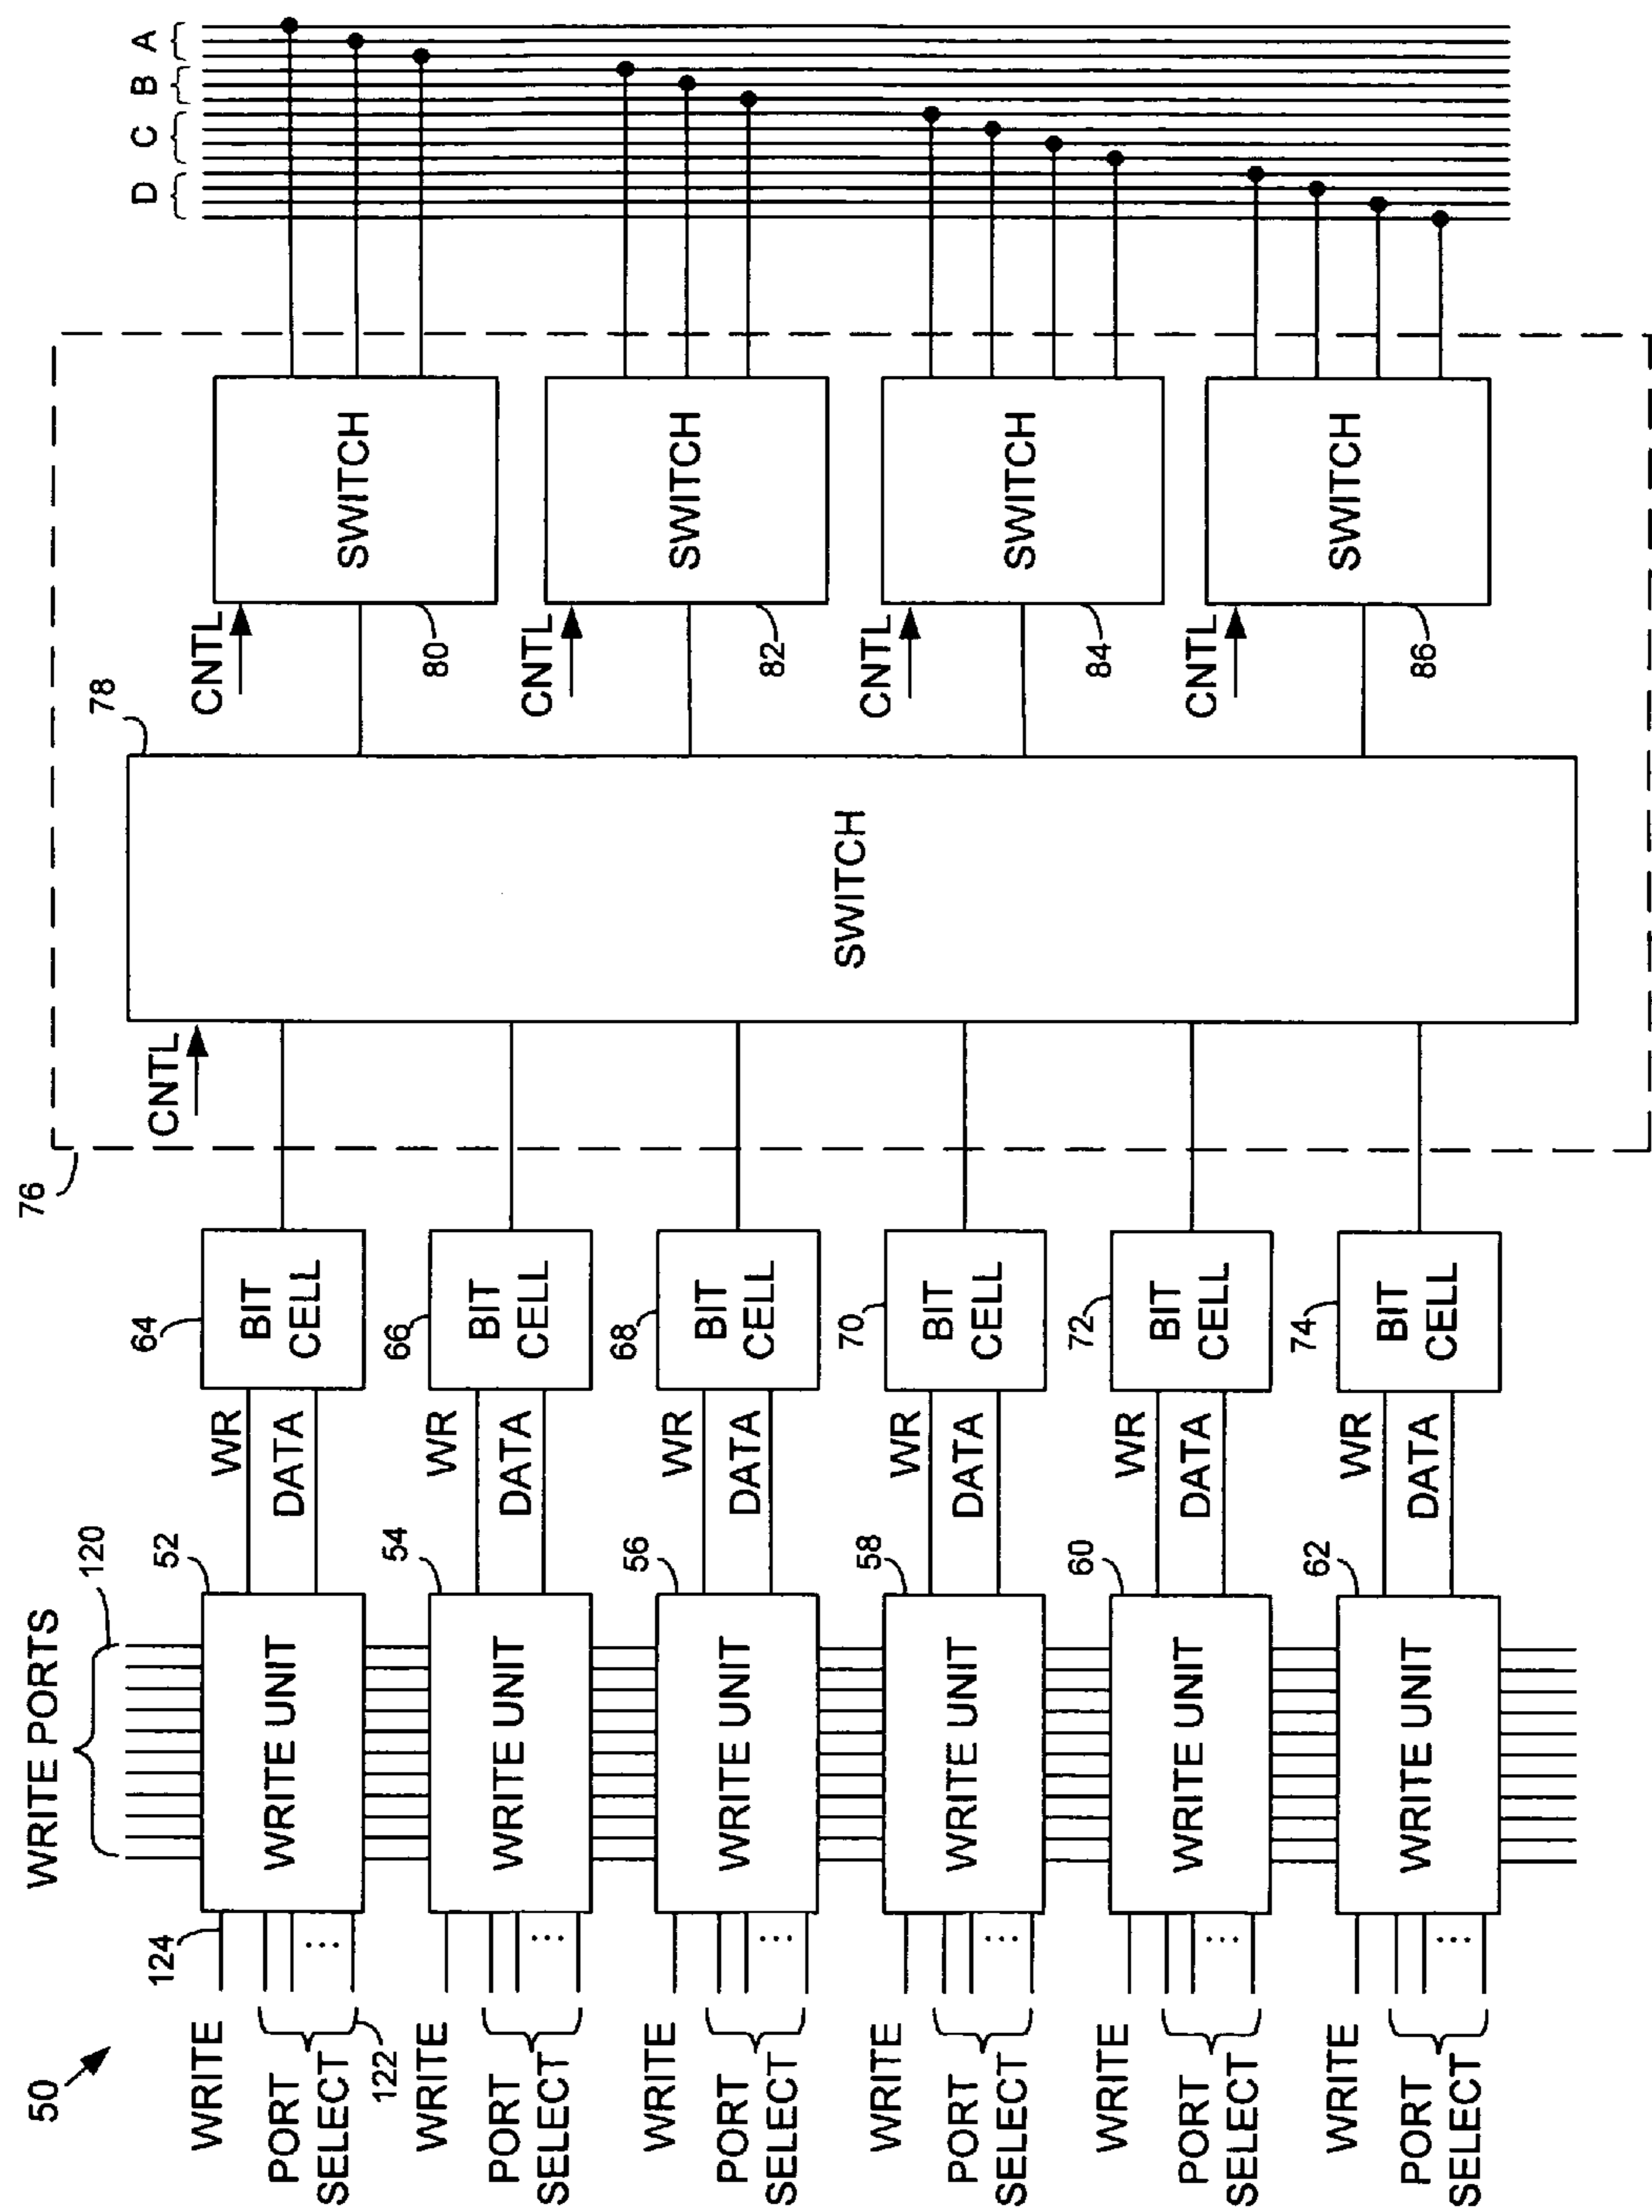 50
WRITE PORTS
120
124
WRITE
PORT
SELECT
122
52
WRITE UNIT
WR
DATA
64
BIT
CELL
WRITE
PORT
SELECT
54
WRITE UNIT
WR
DATA
66
BIT
CELL
WRITE
PORT
SELECT
56
WRITE UNIT
WR
DATA
68
BIT
CELL
WRITE
PORT
SELECT
58
WRITE UNIT
WR
DATA
70
BIT
CELL
WRITE
PORT
SELECT
60
WRITE UNIT
WR
DATA
72
BIT
CELL
WRITE
PORT
SELECT
62
WRITE UNIT
WR
DATA
74
BIT
CELL
76
CNTL
78
SWITCH
CNTL
80
SWITCH
CNTL
82
SWITCH
CNTL
84
SWITCH
CNTL
86
SWITCH
A
B
C
D